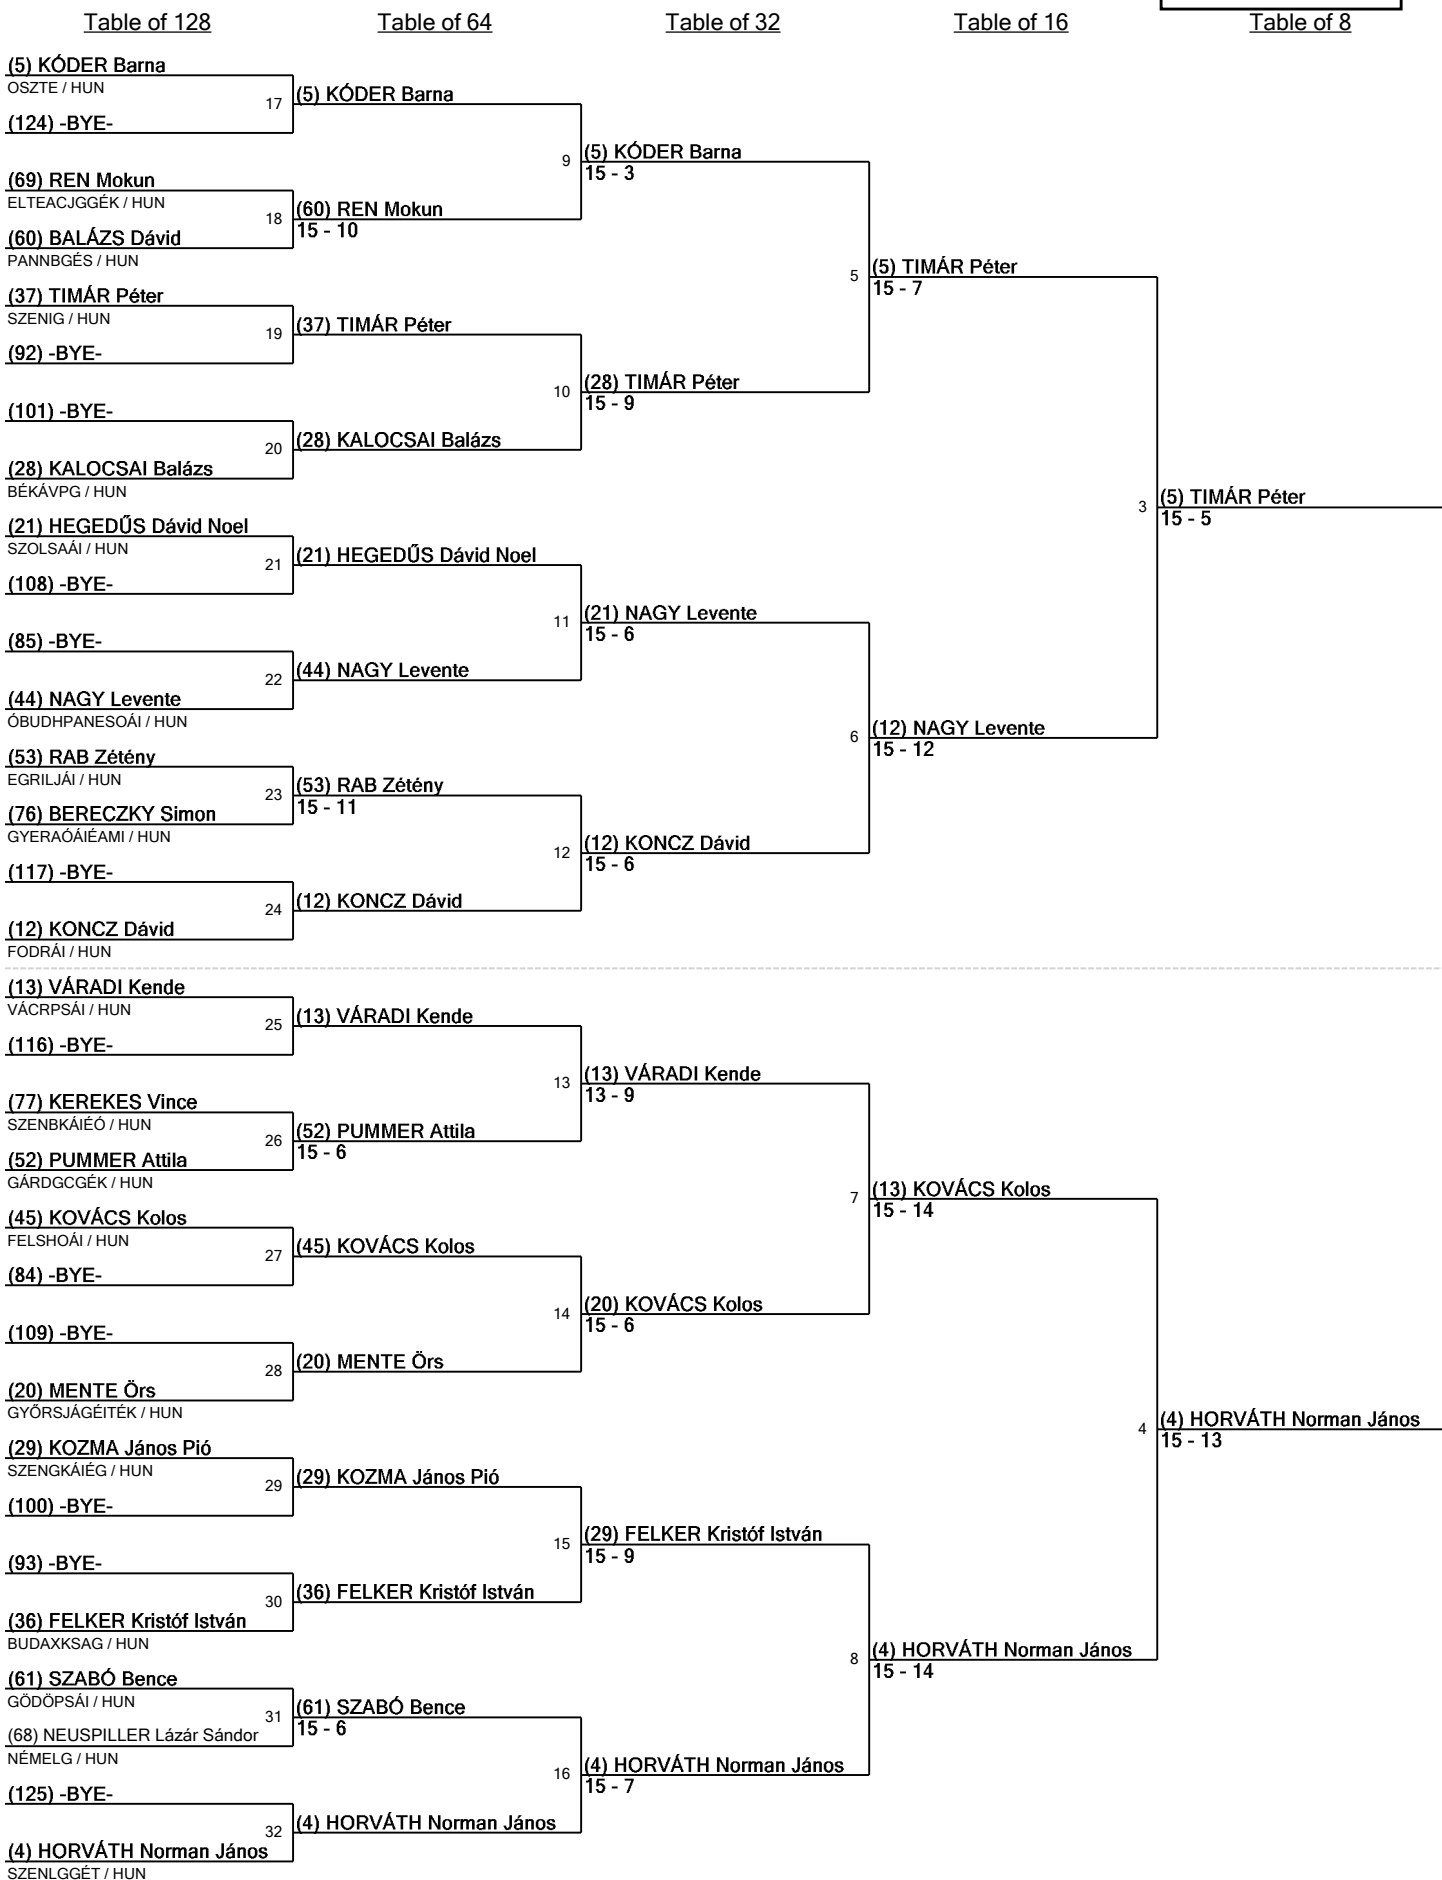 Table of 128
Table of 64
Table of 32
Table of 16
Table of 8
(5) KÓDER Barna
OSZTE / HUN
17
(124) -BYE-
(69) REN Mokun
ELTEACJGGÉK / HUN
18
(60) BALÁZS Dávid
PANNBGÉS / HUN
(37) TIMÁR Péter
SZENIG / HUN
19
(92) -BYE-
(101) -BYE-
20
(28) KALOCSAI Balázs
BÉKÁVPG / HUN
(21) HEGEDŰS Dávid Noel
SZOLSAÁI / HUN
21
(108) -BYE-
(85) -BYE-
22
(44) NAGY Levente
ÓBUDHPANESOÁI / HUN
(53) RAB Zétény
EGRILJÁI / HUN
23
(76) BERECZKY Simon
GYERAÓÁIÉAMI / HUN
(117) -BYE-
24
(12) KONCZ Dávid
FODRÁI / HUN
(13) VÁRADI Kende
VÁCRPSÁI / HUN
25
(116) -BYE-
(77) KEREKES Vince
SZENBKÁIÉÓ / HUN
26
(52) PUMMER Attila
GÁRDGCGÉK / HUN
(45) KOVÁCS Kolos
FELSHOÁI / HUN
27
(84) -BYE-
(109) -BYE-
28
(20) MENTE Örs
GYŐRSJÁGÉITÉK / HUN
(29) KOZMA János Pió
SZENGKÁIÉG / HUN
29
(100) -BYE-
(93) -BYE-
30
(36) FELKER Kristóf István
BUDAXKSAG / HUN
(61) SZABÓ Bence
GÖDÖPSÁI / HUN
31
(68) NEUSPILLER Lázár Sándor
NÉMELG / HUN
(125) -BYE-
32
(4) HORVÁTH Norman János
SZENLGGÉT / HUN
(5) KÓDER Barna
9
(60) REN Mokun
15 - 10
(37) TIMÁR Péter
10
(28) KALOCSAI Balázs
(21) HEGEDŰS Dávid Noel
11
(44) NAGY Levente
(53) RAB Zétény
15 - 11
12
(12) KONCZ Dávid
(13) VÁRADI Kende
13
(52) PUMMER Attila
15 - 6
(45) KOVÁCS Kolos
14
(20) MENTE Örs
(29) KOZMA János Pió
15
(36) FELKER Kristóf István
(61) SZABÓ Bence
15 - 6
16
(4) HORVÁTH Norman János
(5) KÓDER Barna
15 - 3
5
(28) TIMÁR Péter
15 - 9
(21) NAGY Levente
15 - 6
6
(12) KONCZ Dávid
15 - 6
(13) VÁRADI Kende
13 - 9
7
(20) KOVÁCS Kolos
15 - 6
(29) FELKER Kristóf István
15 - 9
8
(4) HORVÁTH Norman János
15 - 7
(5) TIMÁR Péter
15 - 7
3
(12) NAGY Levente
15 - 12
(13) KOVÁCS Kolos
15 - 14
4
(4) HORVÁTH Norman János
15 - 14
(5) TIMÁR Péter
15 - 5
(4) HORVÁTH Norman János
15 - 13